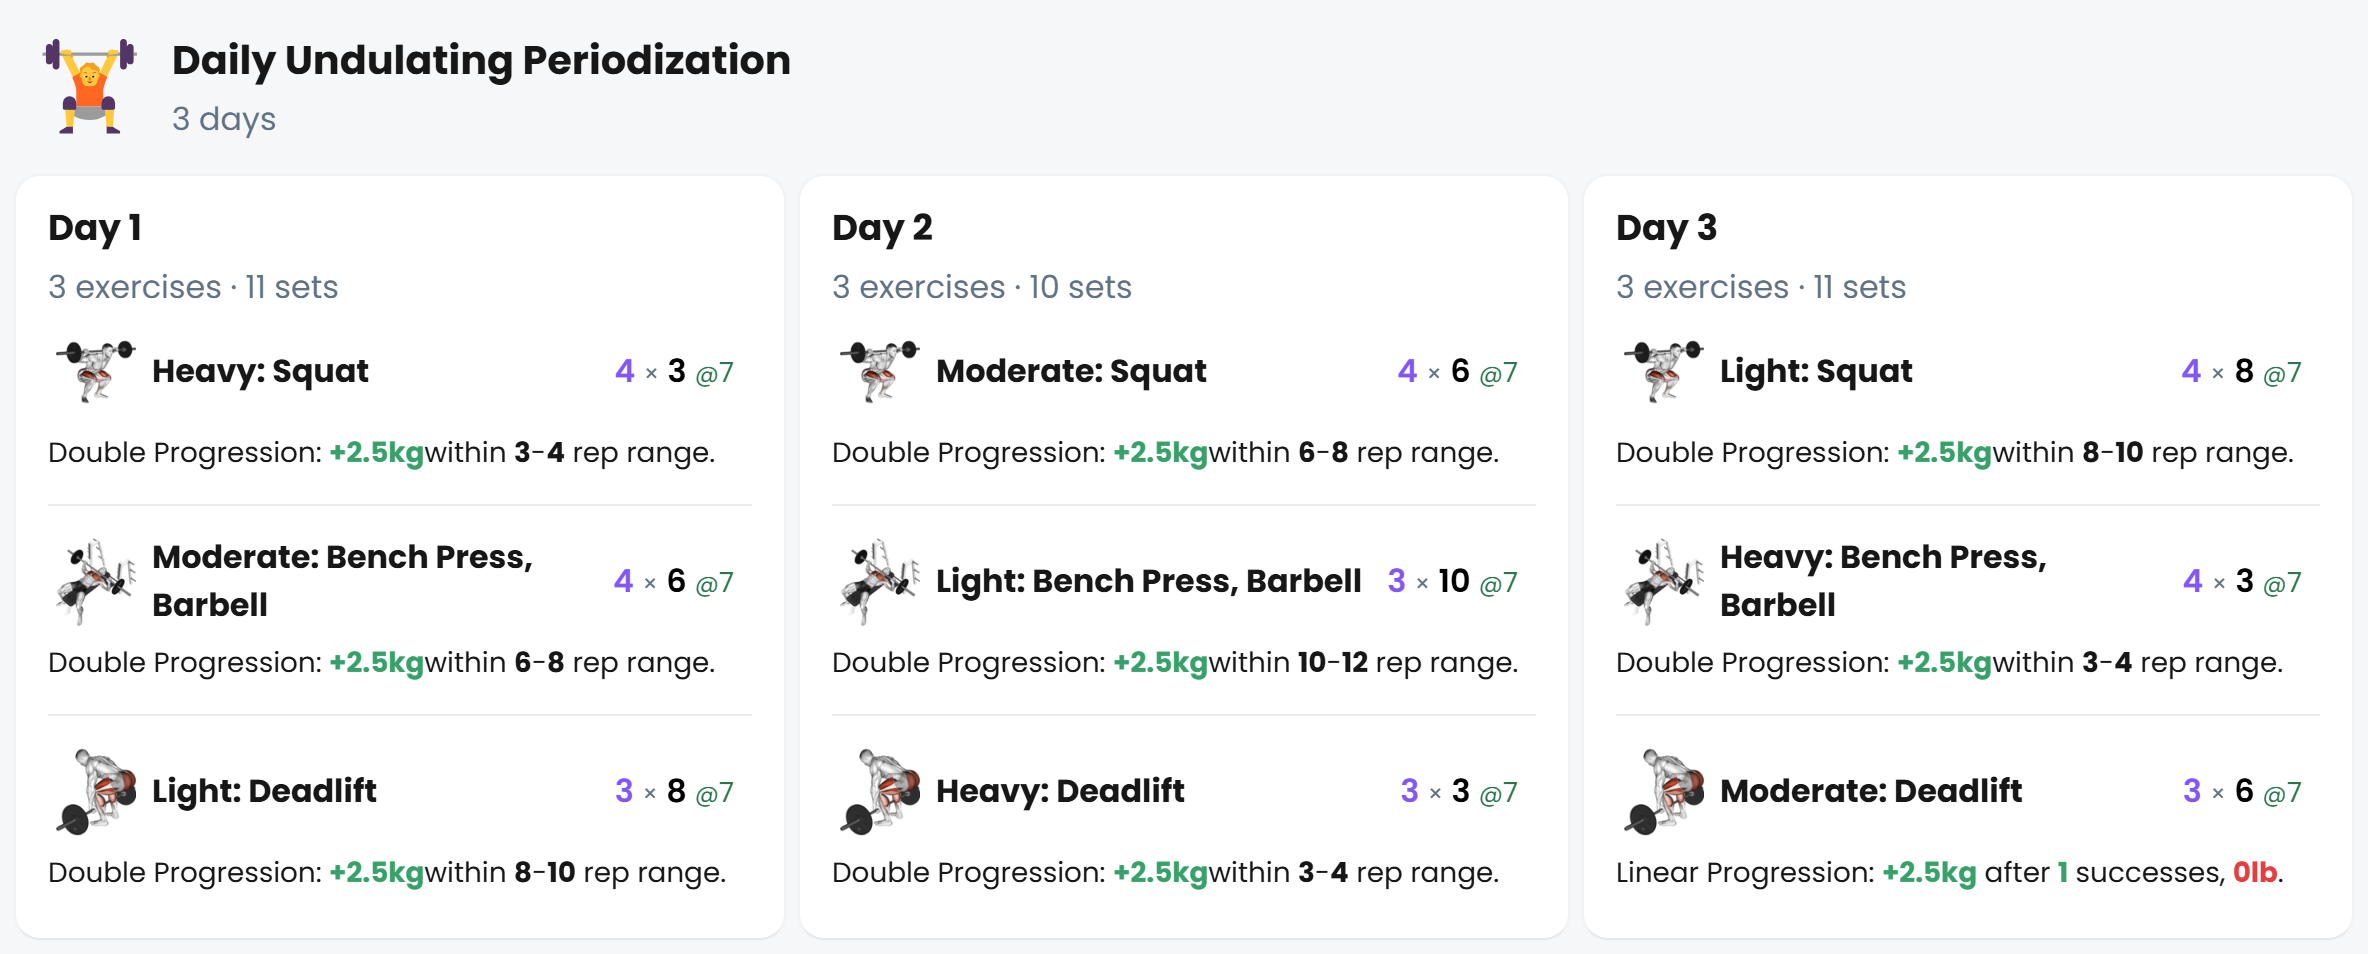 Daily Undulating Periodization
3 days
Day 1
3 exercises · 11 sets
Heavy: Squat 4 × 3 @7
Double Progression: +2.5kgwithin 3-4 rep range.
Moderate: Bench Press,
Barbell 4 × 6 @7
Double Progression: +2.5kgwithin 6-8 rep range.
Light: Deadlift 3 × 8 @7
Double Progression: +2.5kgwithin 8-10 rep range.
Day 2
3 exercises · 10 sets
Moderate: Squat 4 × 6 @7
Double Progression: +2.5kgwithin 6-8 rep range.
Light: Bench Press, Barbell 3 × 10 @7
Double Progression: +2.5kgwithin 10-12 rep range.
Heavy: Deadlift 3 × 3 @7
Double Progression: +2.5kgwithin 3-4 rep range.
Day 3
3 exercises · 11 sets
Light: Squat 4 × 8 @7
Double Progression: +2.5kgwithin 8-10 rep range.
Heavy: Bench Press,
Barbell 4 × 3 @7
Double Progression: +2.5kgwithin 3-4 rep range.
Moderate: Deadlift 3 × 6 @7
Linear Progression: +2.5kg after 1 successes, 0lb.